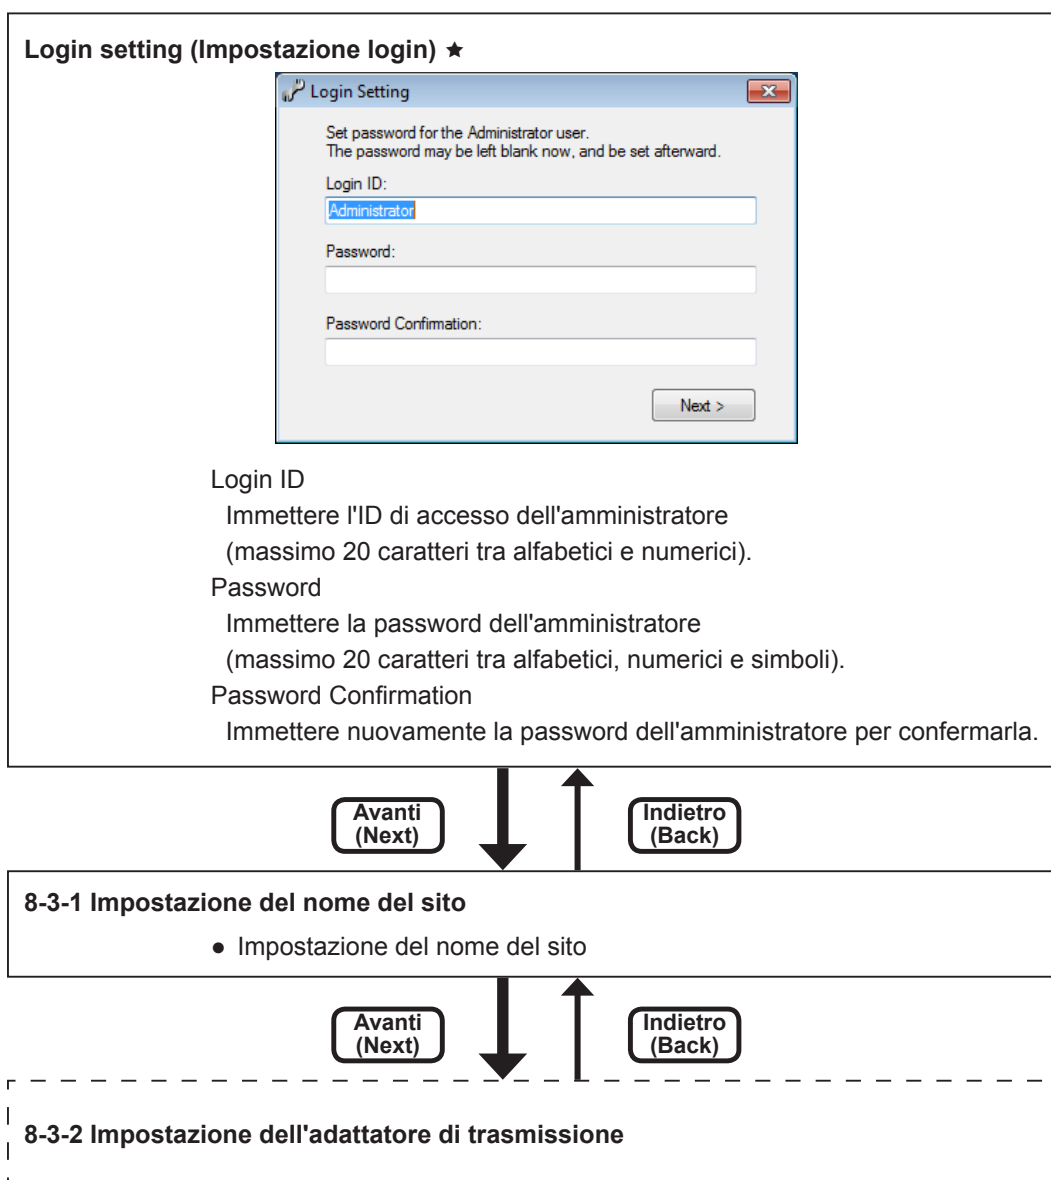 Login setting (Impostazione login) ★
Login Setting
Set password for the Administrator user.
The password may be left blank now, and be set afterward.
Login ID:
Administrator
Password:
Password Confirmation:
Next >
Login ID
Immettere l'ID di accesso dell'amministratore
(massimo 20 caratteri tra alfabetici e numerici).
Password
Immettere la password dell'amministratore
(massimo 20 caratteri tra alfabetici, numerici e simboli).
Password Confirmation
Immettere nuovamente la password dell'amministratore per confermarla.
Avanti
(Next)
Indietro
(Back)
8-3-1 Impostazione del nome del sito
● Impostazione del nome del sito
Avanti
(Next)
Indietro
(Back)
8-3-2 Impostazione dell'adattatore di trasmissione